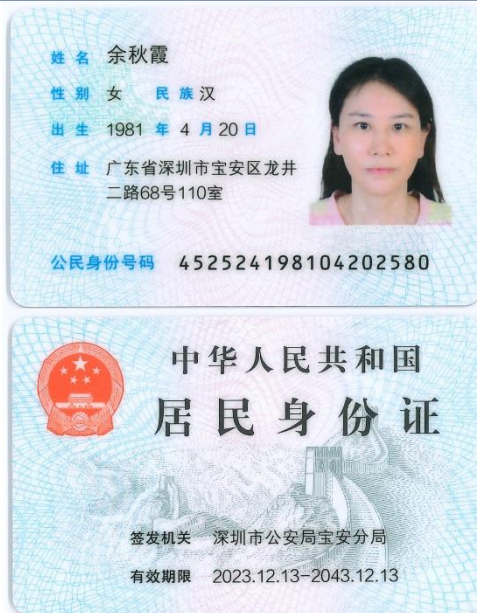 姓名 余秋霞
性别 女 民族 汉
出生 1981 年 4 月 20 日
住址 广东省深圳市宝安区龙井
二路68号110室
公民身份号码 452524198104202580
中华人民共和国
居民身份证
签发机关 深圳市公安局宝安分局
有效期限 2023.12.13-2043.12.13